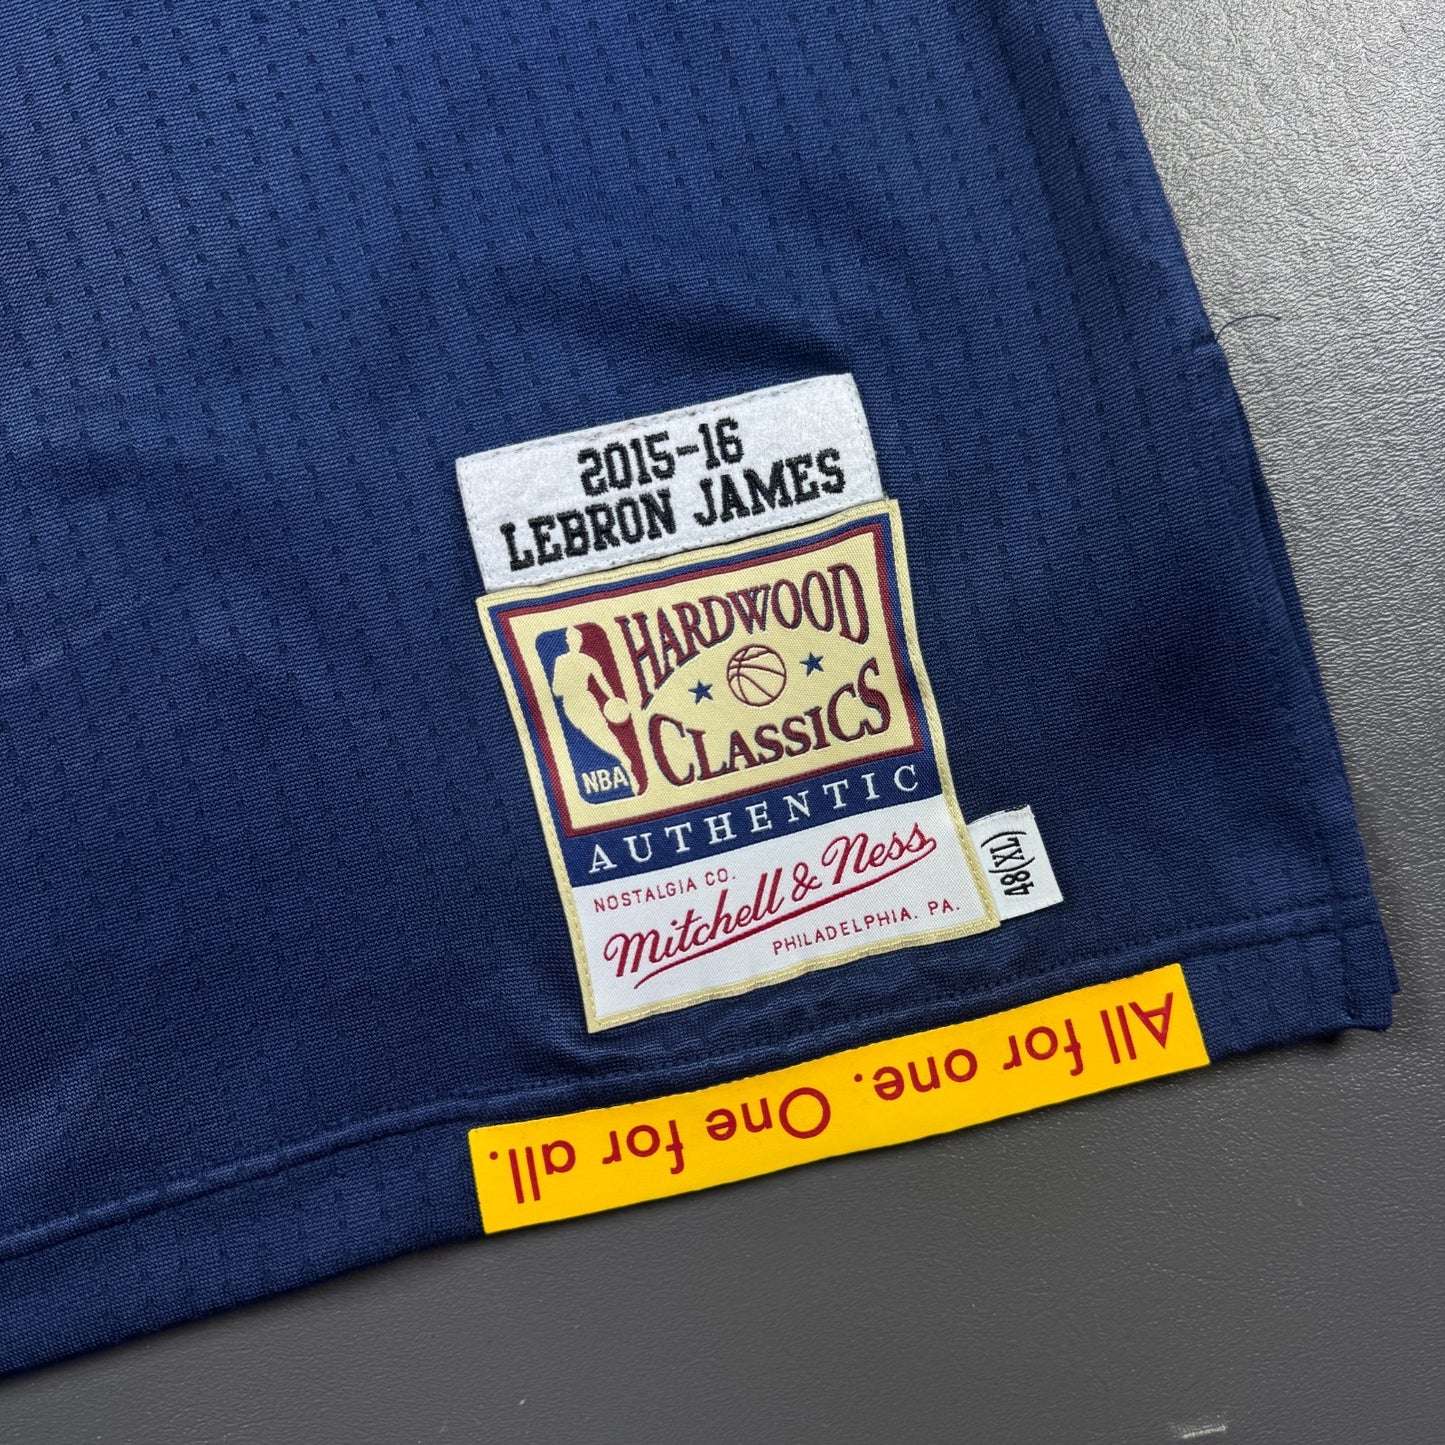 2015-16
LEBRON JAMES
HARDWOOD
CLASSICS
NBA
AUTHENTIC
NOSTALGIA CO.
Mitchell & Ness
PHILADELPHIA, PA.
48(XL)
All for one. One for all.